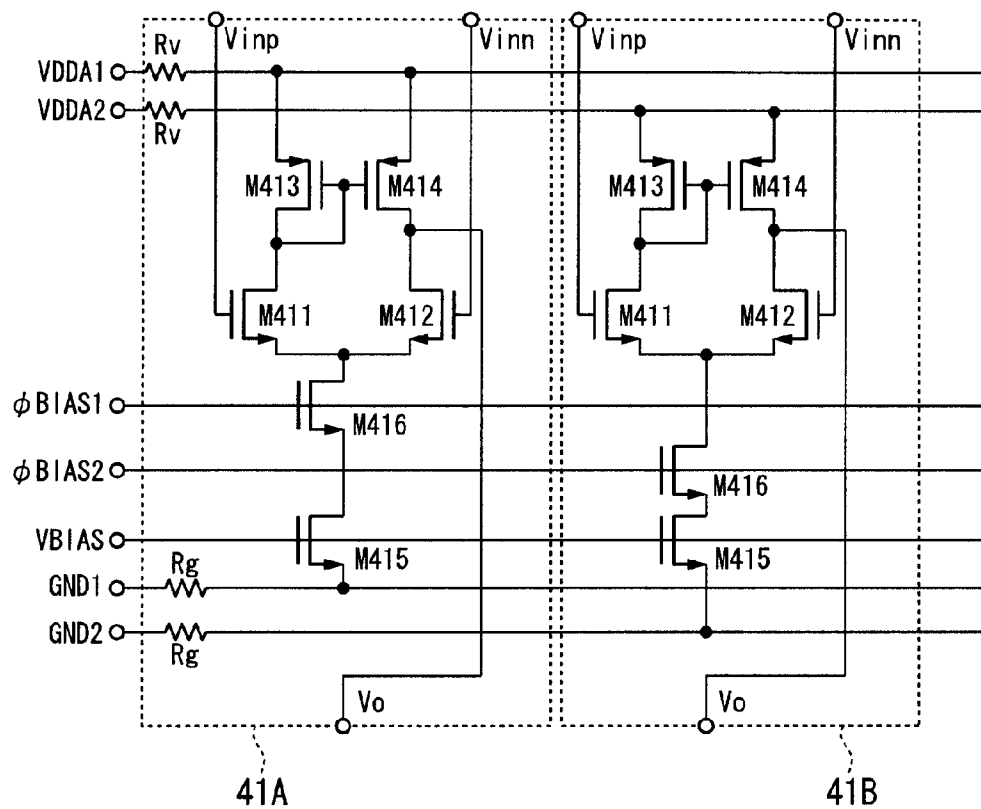 Vinp
Vinn
Vinp
Vinn
Rv
VDDA1
VDDA2
Rv
M413
M414
M413
M414
M411
M412
M411
M412
φBIAS1
M416
φBIAS2
M416
VBIAS
M415
M415
Rg
GND1
GND2
Rg
Vo
Vo
41A
41B